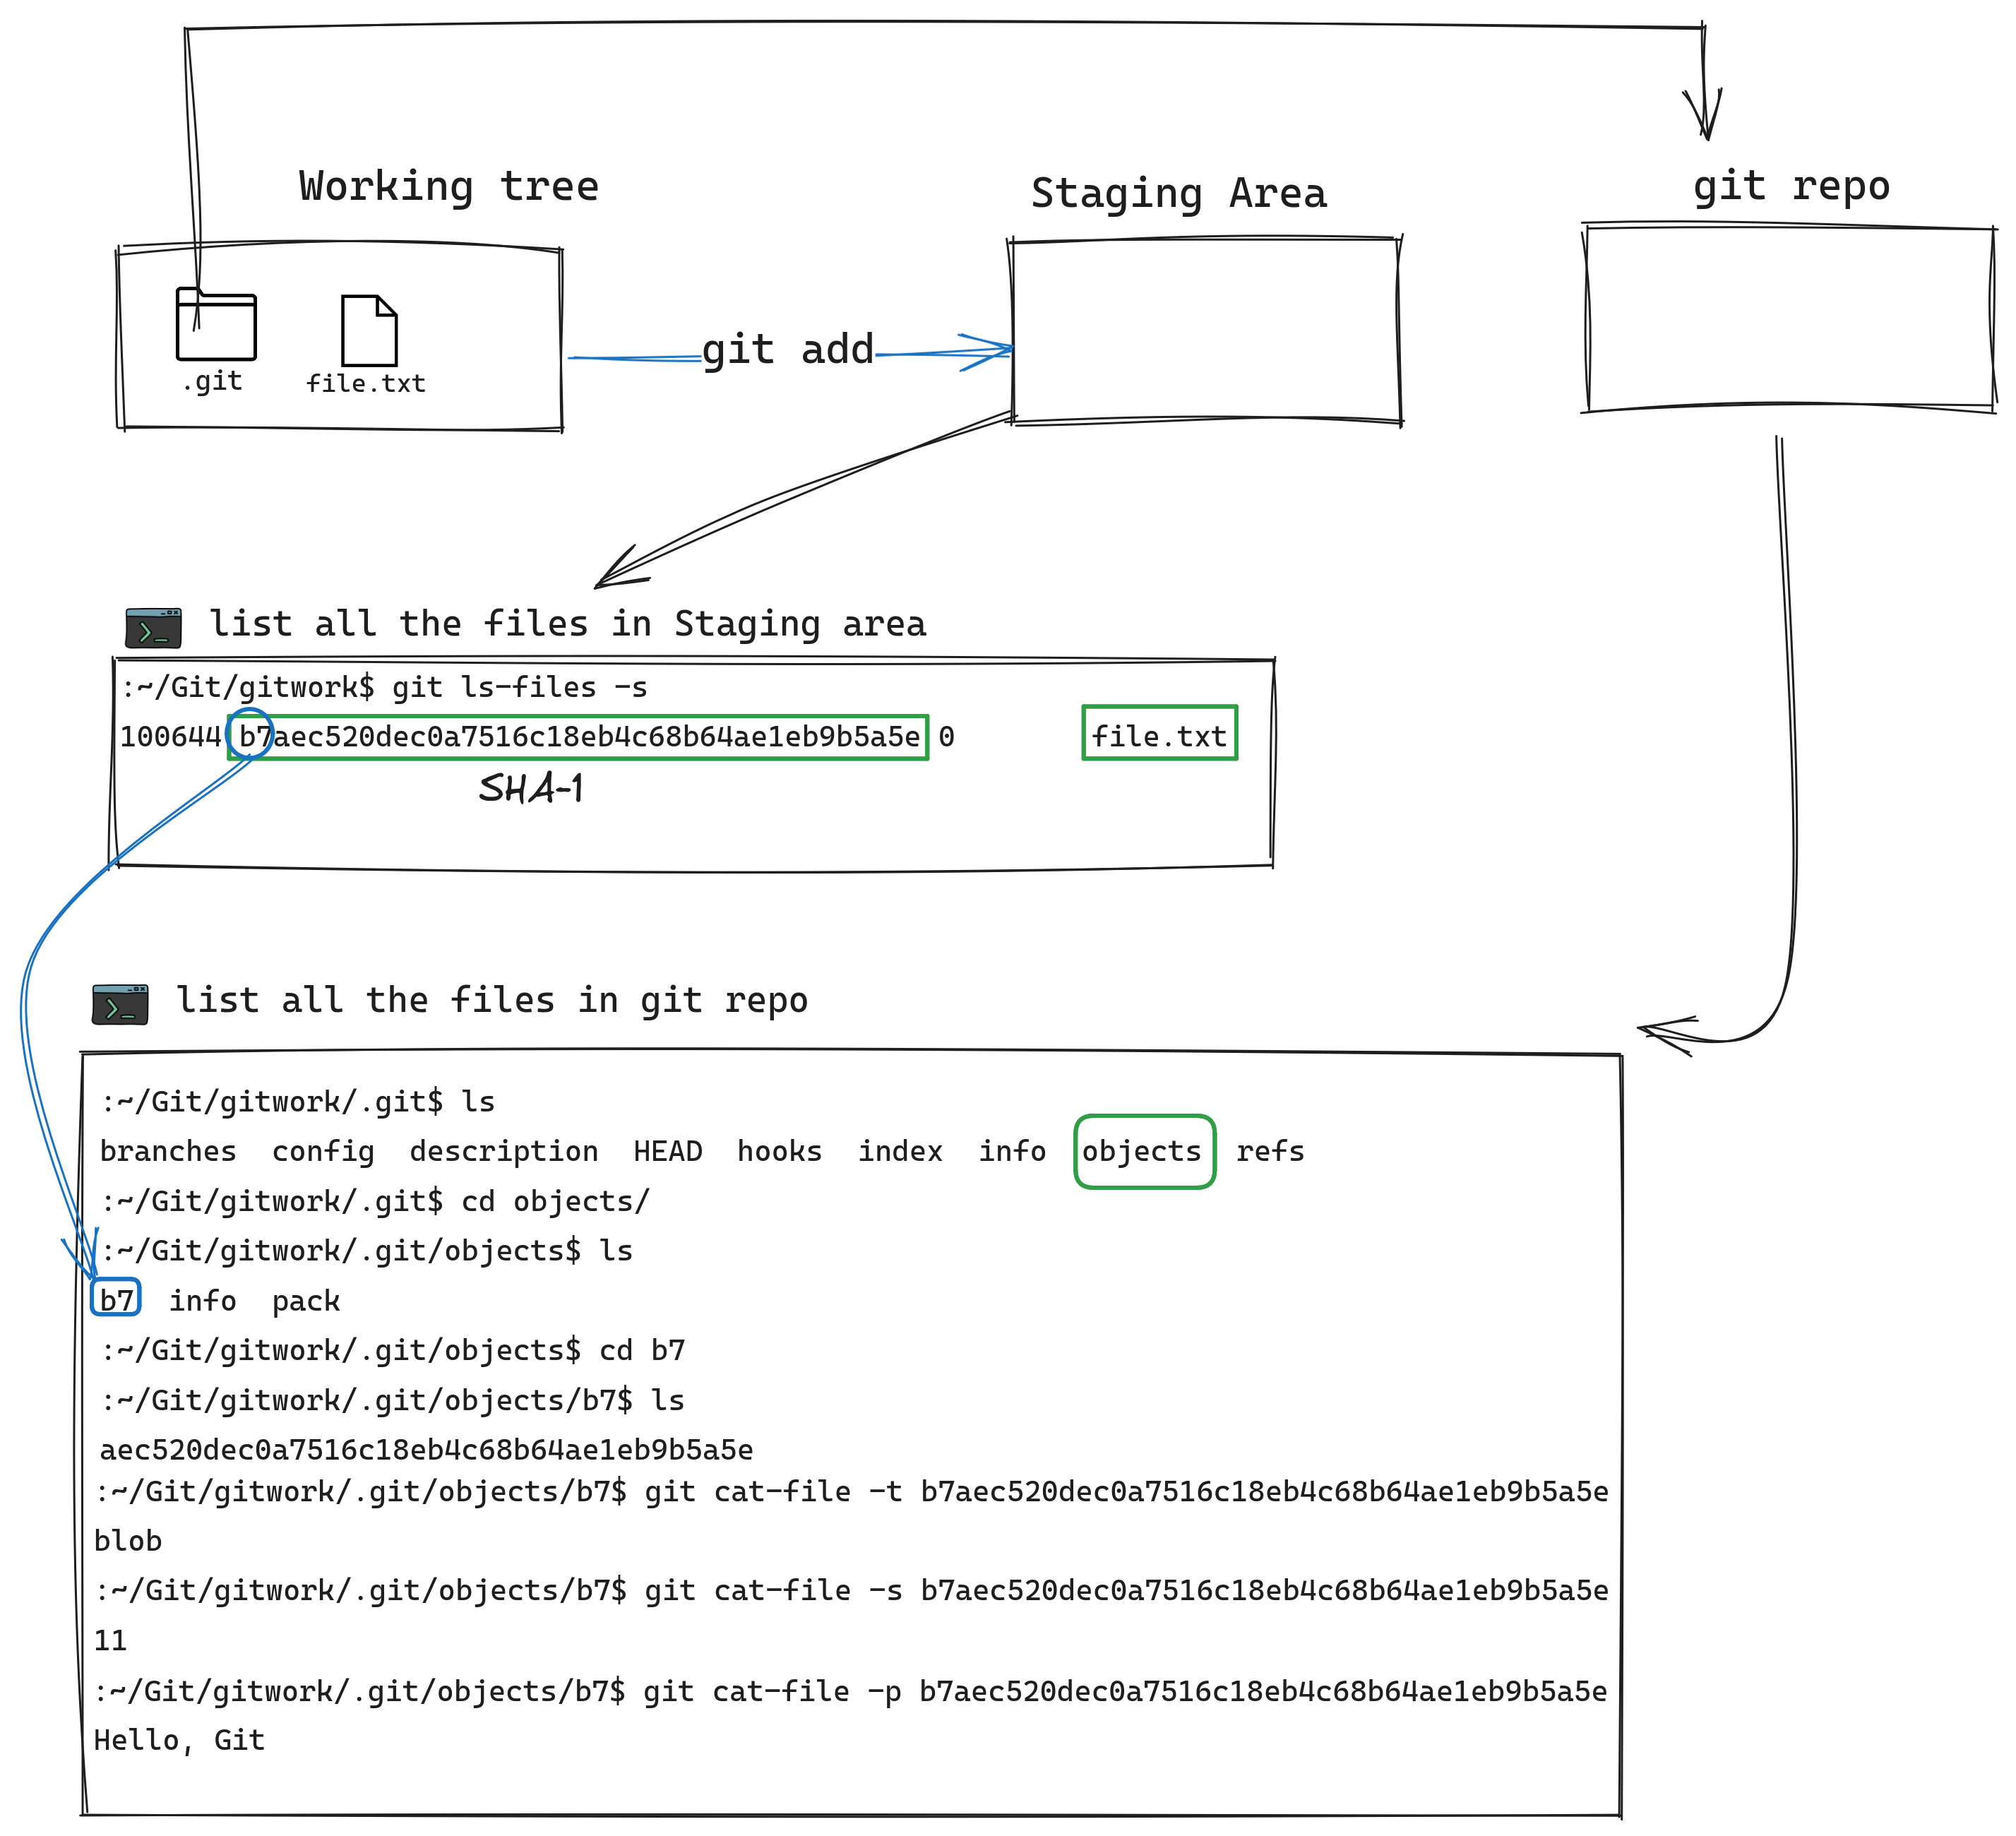 Working tree
Staging Area
git repo
.git
file.txt
git add
list all the files in Staging area
:~/Git/gitwork$ git ls-files -s
100644 b7aec520dec0a7516c18eb4c68b64ae1eb9b5a5e 0 file.txt
SHA-1
list all the files in git repo
:~/Git/gitwork/.git$ ls
branches config description HEAD hooks index info objects refs
:~/Git/gitwork/.git$ cd objects/
:~/Git/gitwork/.git/objects$ ls
b7 info pack
:~/Git/gitwork/.git/objects$ cd b7
:~/Git/gitwork/.git/objects/b7$ ls
aec520dec0a7516c18eb4c68b64ae1eb9b5a5e
:~/Git/gitwork/.git/objects/b7$ git cat-file -t b7aec520dec0a7516c18eb4c68b64ae1eb9b5a5e
blob
:~/Git/gitwork/.git/objects/b7$ git cat-file -s b7aec520dec0a7516c18eb4c68b64ae1eb9b5a5e
11
:~/Git/gitwork/.git/objects/b7$ git cat-file -p b7aec520dec0a7516c18eb4c68b64ae1eb9b5a5e
Hello, Git